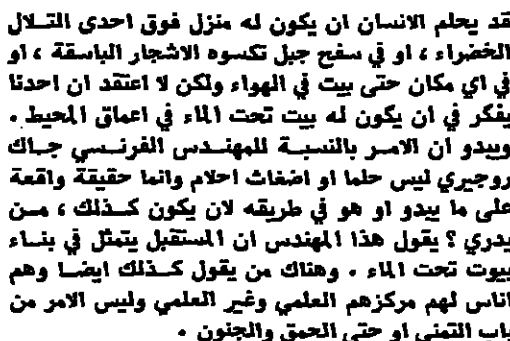 قد يحلم الانسان ان يكون له منزل فوق احدى التلال
الخضراء ، او في سفح جبل تكسوه الاشجار الباسقة ، او
في اي مكان حتى بيت في الهواء ولكن لا اعتقد ان احدنا
يفكر في ان يكون له بيت تحت الماء في اعماق المحيط .
ويبدو ان الامر بالنسبة للمهندس الفرنسي جاك
روجيري ليس حلما او اضغاث احلام وانما حقيقة واقعة
على ما يبدو او هو في طريقه لان يكون كذلك ، من
يدري ؟ يقول هذا المهندس ان المستقبل يتمثل في بناء
بيوت تحت الماء . وهناك من يقول كذلك ايضا وهم
اناس لهم مركزهم العلمي وغير العلمي وليس الامر من
باب التمني او حتى الحمق والجنون .